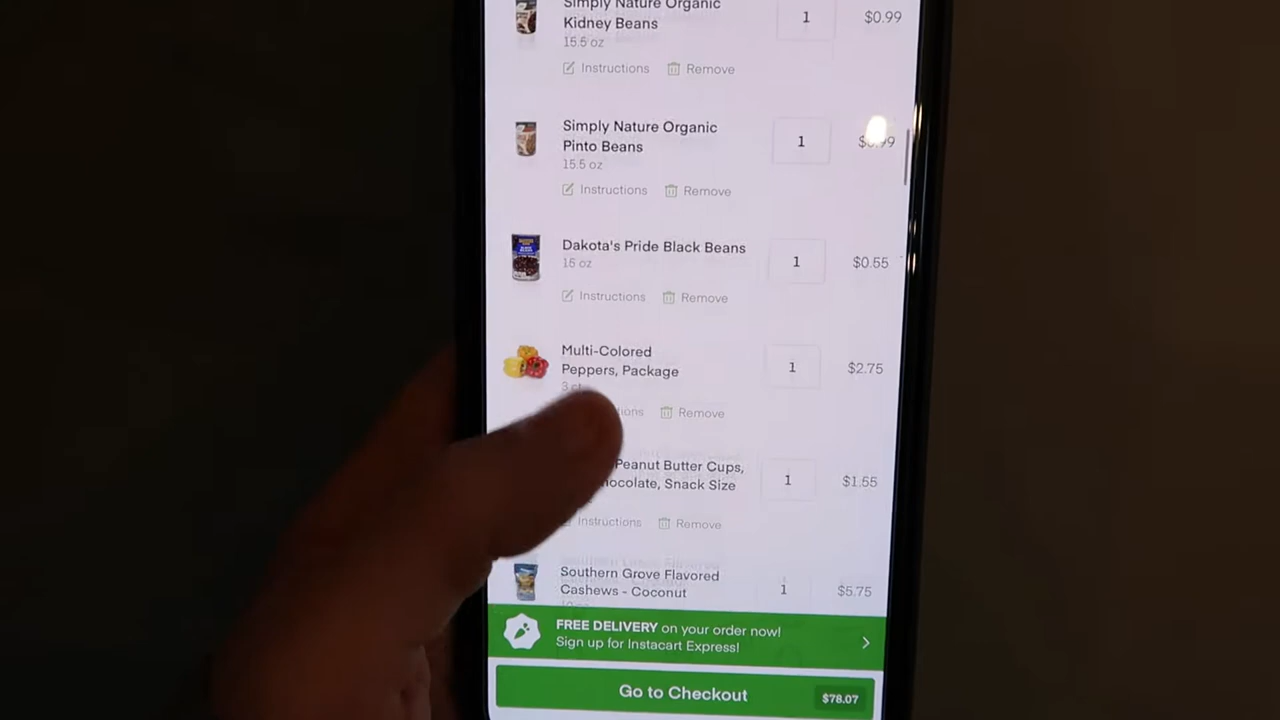 Simply Nature Organic
Kidney Beans
1
$0.99
15.5 oz
Instructions
Remove
Simply Nature Organic
Pinto Beans
1
15.5 oz
Instructions
Remove
Dakota's Pride Black Beans
1
$0.55
15 oz
Instructions
Remove
Multi-Colored
Peppers, Package
1
$2.75
Remove
Peanut Butter Cups,
Snack Size
1
$1.55
Instructions
Remove
Southern Grove Flavored
Cashews - Coconut
1
$5.75
FREE DELIVERY on your order now!
Sign up for Instacart Express!
Go to Checkout
$78.07